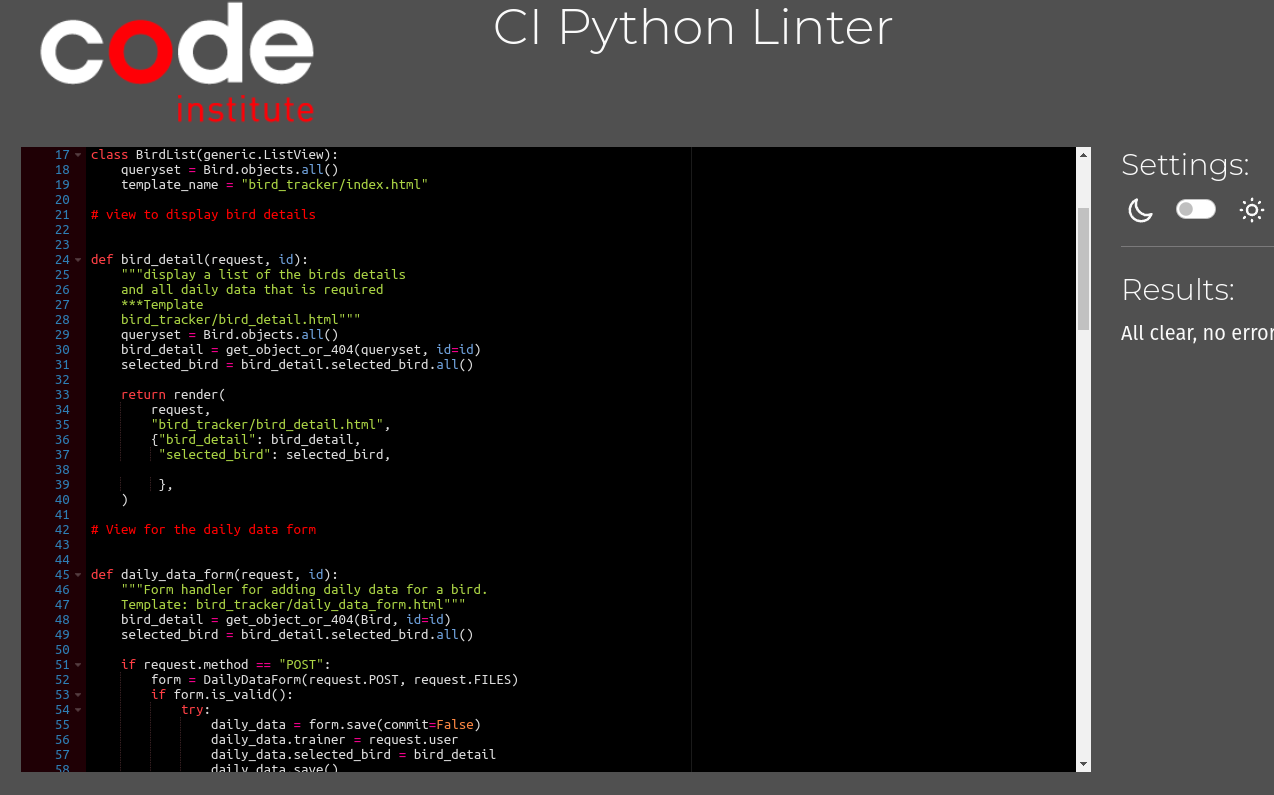 code
institute
CI Python Linter
17 class BirdList(generic.ListView):
18     queryset = Bird.objects.all()
19     template_name = "bird_tracker/index.html"
20
21 # view to display bird details
22
23
24 def bird_detail(request, id):
25     """display a list of the birds details
26     and all daily data that is required
27     ***Template
28     bird_tracker/bird_detail.html"""
29     queryset = Bird.objects.all()
30     bird_detail = get_object_or_404(queryset, id=id)
31     selected_bird = bird_detail.selected_bird.all()
32
33     return render(
34         request,
35         "bird_tracker/bird_detail.html",
36         {"bird_detail": bird_detail,
37          "selected_bird": selected_bird,
38
39          },
40     )
41
42 # View for the daily data form
43
44
45 def daily_data_form(request, id):
46     """Form handler for adding daily data for a bird.
47     Template: bird_tracker/daily_data_form.html"""
48     bird_detail = get_object_or_404(Bird, id=id)
49     selected_bird = bird_detail.selected_bird.all()
50
51     if request.method == "POST":
52         form = DailyDataForm(request.POST, request.FILES)
53         if form.is_valid():
54             try:
55                 daily_data = form.save(commit=False)
56                 daily_data.trainer = request.user
57                 daily_data.selected_bird = bird_detail
58                 daily_data.save()
Settings:
Results:
All clear, no error